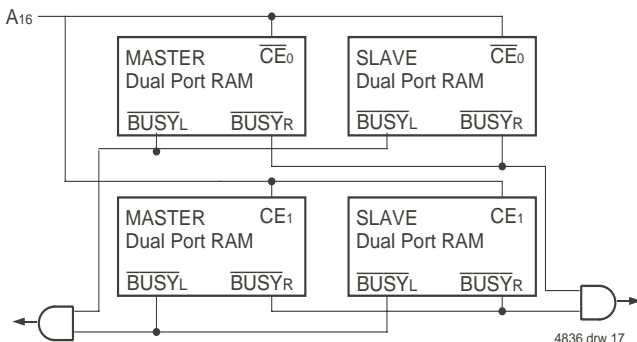 A16
MASTER
Dual Port RAM
CE0
BUSYL BUSYR
SLAVE
Dual Port RAM
CE0
BUSYL BUSYR
MASTER
Dual Port RAM
CE1
BUSYL BUSYR
SLAVE
Dual Port RAM
CE1
BUSYL BUSYR
4836 drw 17